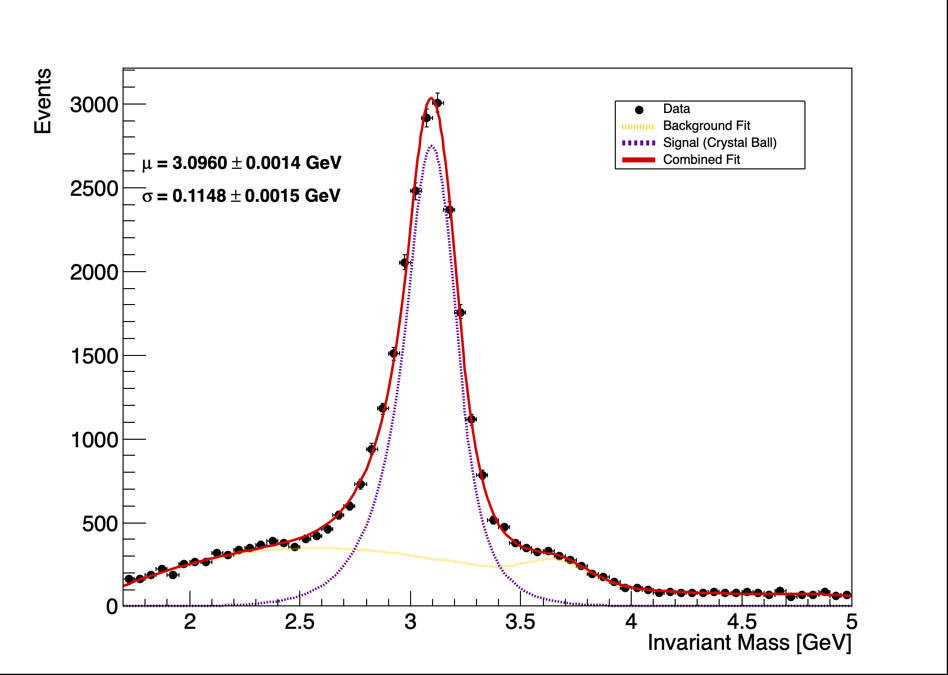 Events
3000
2500
2000
1500
1000
500
0
μ = 3.0960 ± 0.0014 GeV
σ = 0.1148 ± 0.0015 GeV
Data
Background Fit
Signal (Crystal Ball)
Combined Fit
2 2.5 3 3.5 4 4.5 5
Invariant Mass [GeV]